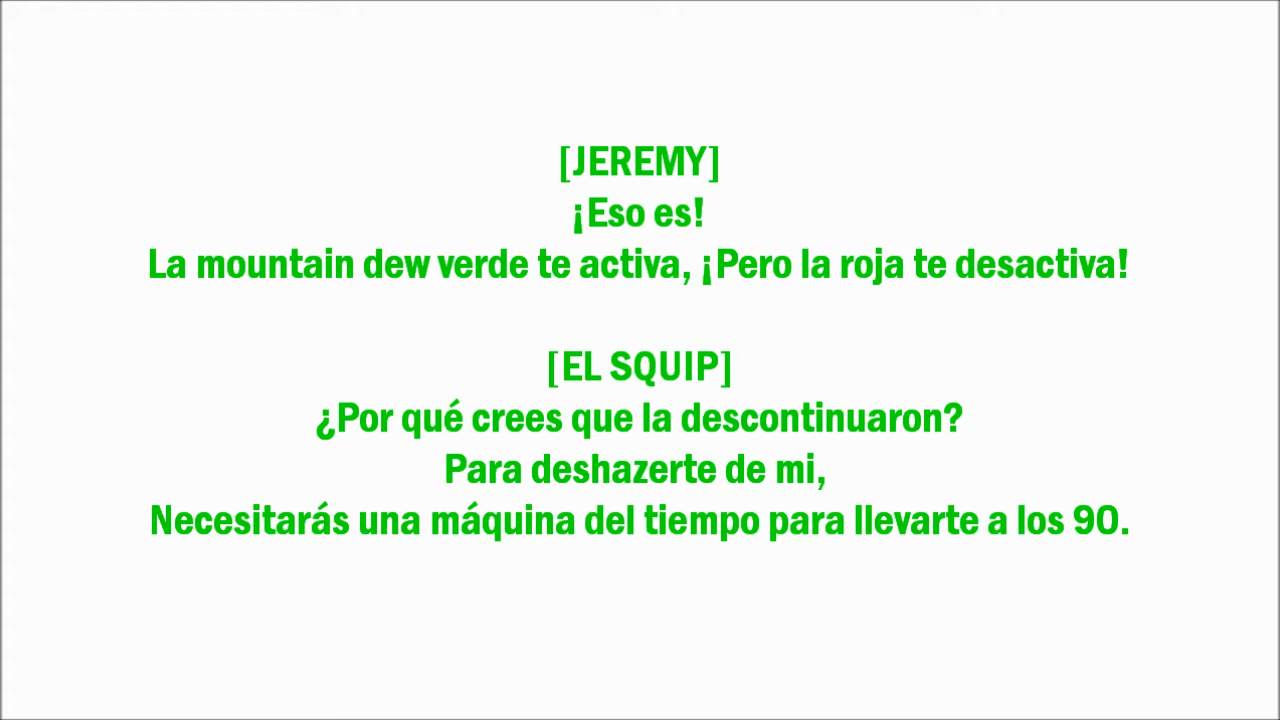 [JEREMY]
¡Eso es!
La mountain dew verde te activa, ¡Pero la roja te desactiva!
[EL SQUIP]
¿Por qué crees que la descontinuaron?
Para deshazerte de mi,
Necesitarás una máquina del tiempo para llevarte a los 90.